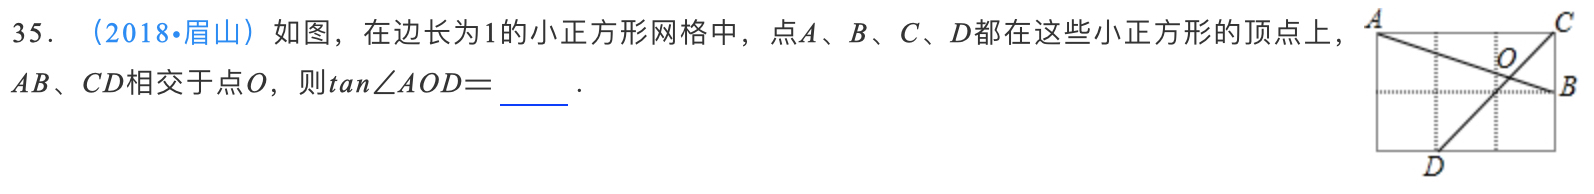 35. （2018•眉山）如图，在边长为1的小正方形网格中，点A、B、C、D都在这些小正方形的顶点上，
AB、CD相交于点O，则tan∠AOD=____.
A
C
O
B
D